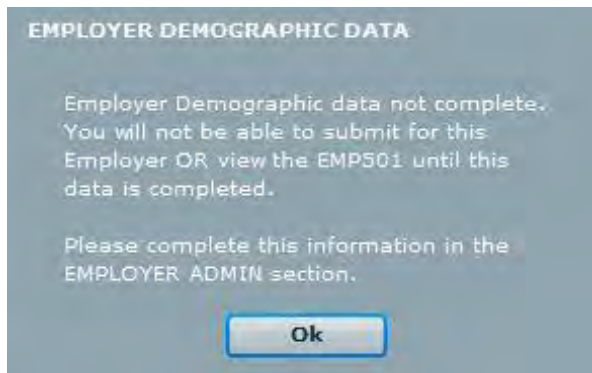 EMPLOYER DEMOGRAPHIC DATA
Employer Demographic data not complete.
You will not be able to submit for this
Employer OR view the EMP501 until this
data is completed.
Please complete this information in the
EMPLOYER ADMIN section.
Ok